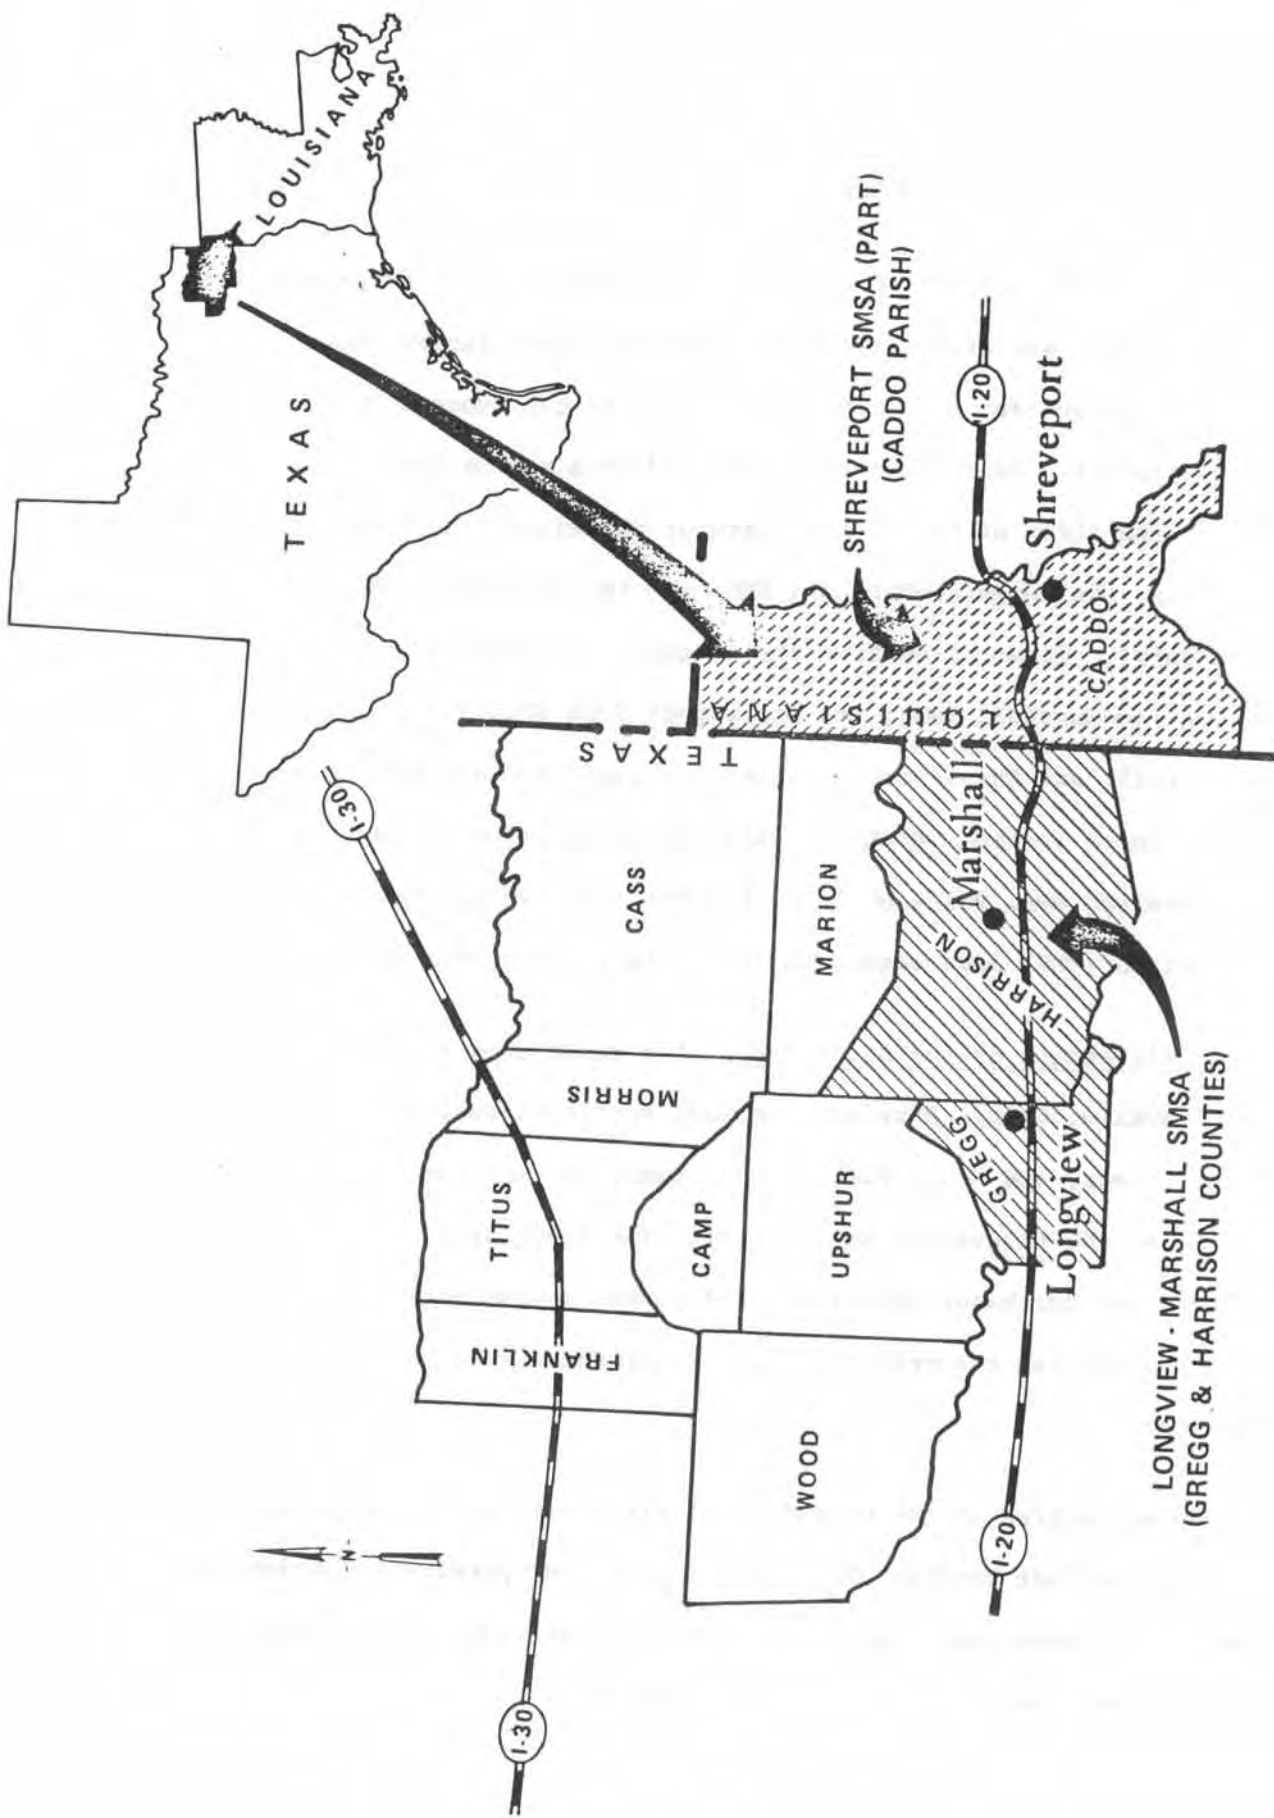 TEXAS
LOUISIANA
-N-
I-30
I-30
FRANKLIN
TITUS
MORRIS
CASS
TEXAS
LOUISIANA
CAMP
WOOD
UPSHUR
MARION
SHREVEPORT SMSA (PART)
(CADDO PARISH)
GREGG
HARRISON
Marshall
I-20
I-20
Longview
Shreveport
CADDO
LONGVIEW - MARSHALL SMSA
(GREGG & HARRISON COUNTIES)